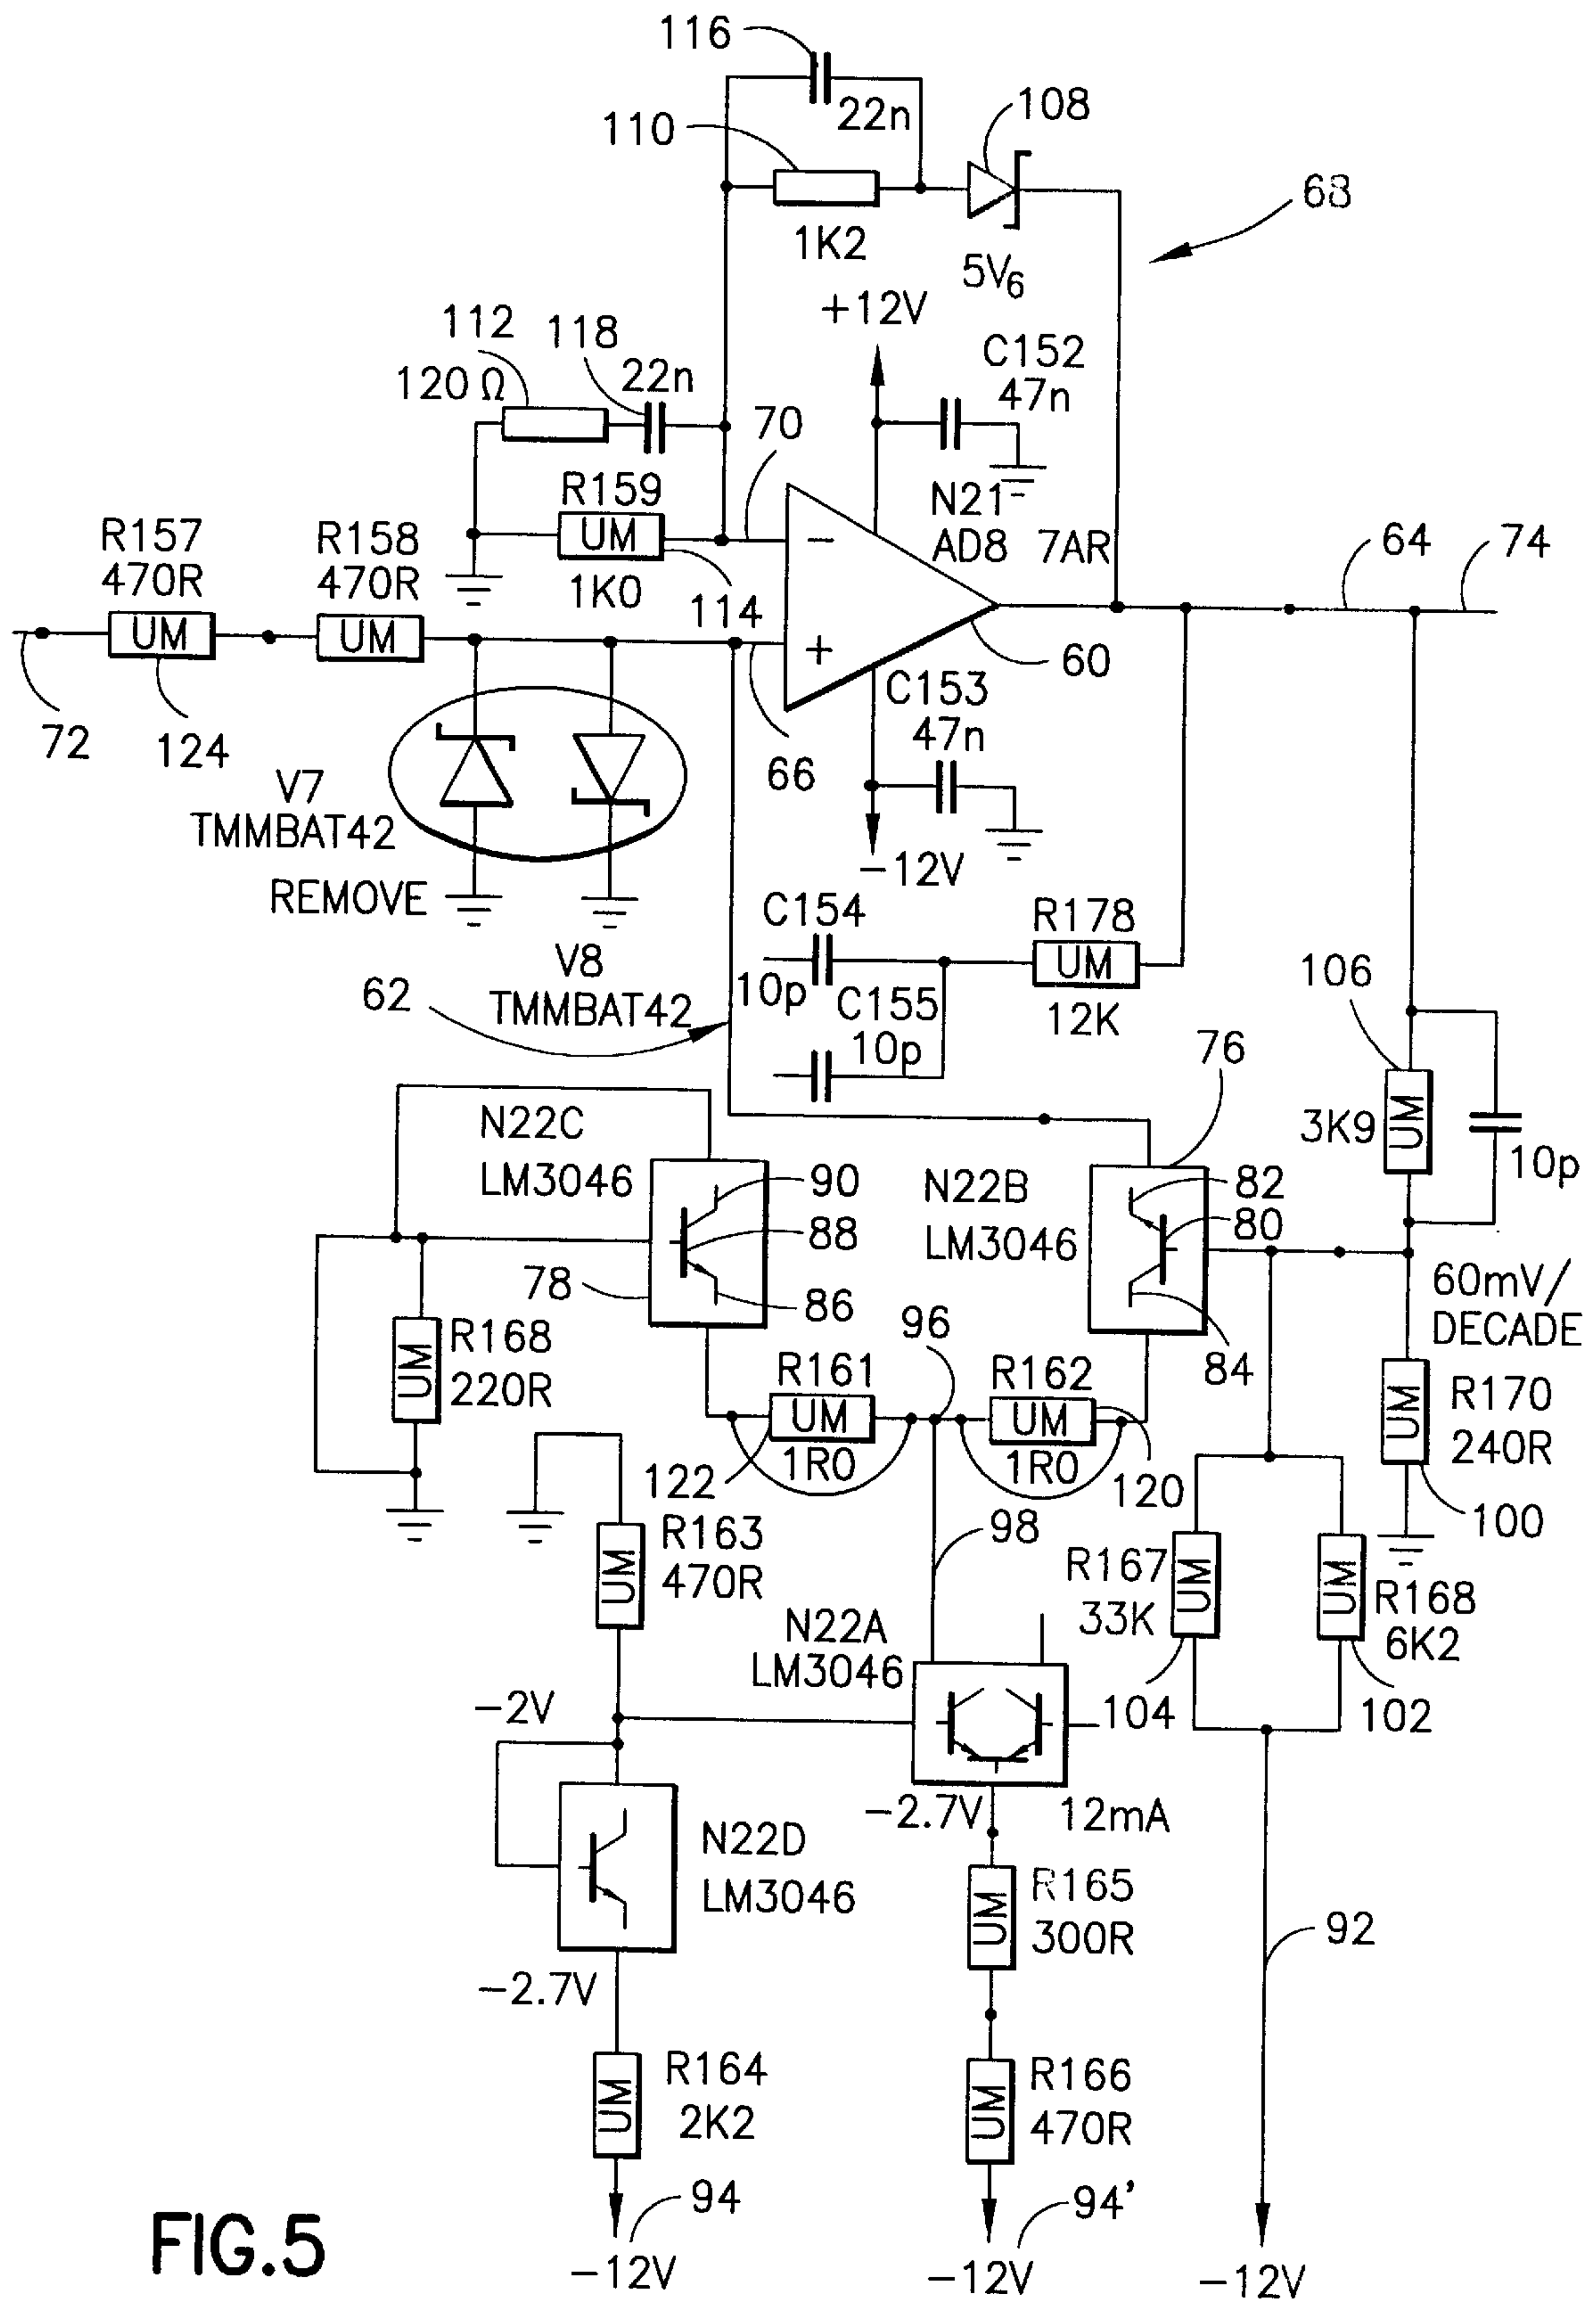 116
22n
108
110
68
1K2
5V6
+12V
112
118
C152
120 Ω
22n
47n
70
R159
N21
R157
R158
UM
AD8 7AR
64
74
470R
470R
1K0
114
UM
UM
60
C153
72
124
47n
66
V7
TMMBAT42
-12V
REMOVE
C154
R178
V8
UM
106
62
TMMBAT42
10p
C155
12K
10p
76
UM
3K9
10p
N22C
LM3046
90
N22B
82
88
LM3046
80
78
86
60mV/
DECADE
96
84
UM
R168
220R
R161
R162
UM
UM
UM
R170
240R
1R0
1R0
122
120
98
100
R163
470R
UM
R167
33K
UM
UM
R168
6K2
N22A
LM3046
-2V
104
102
-2.7V
12mA
N22D
LM3046
R165
300R
UM
92
-2.7V
R164
2K2
UM
R166
470R
UM
94
94'
-12V
-12V
-12V
FIG.5